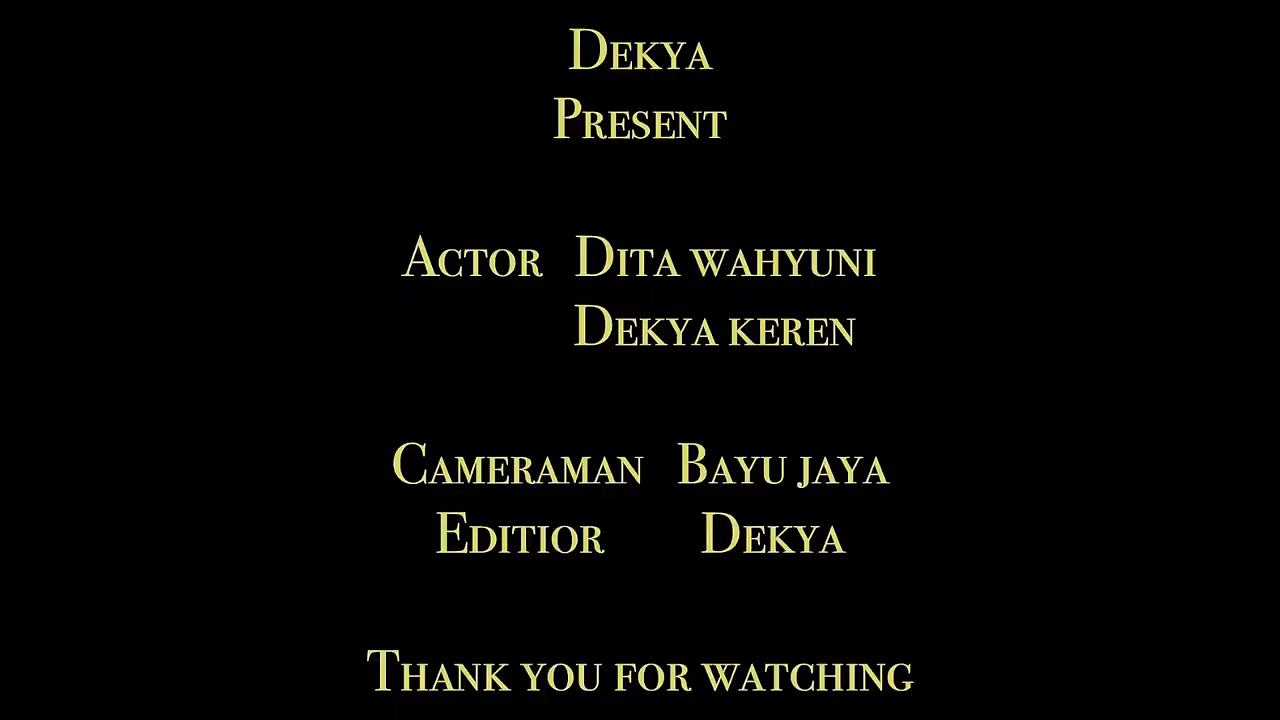 Dekya
Present
Actor Dita wahyuni
Dekya keren
Cameraman Bayu jaya
Editior Dekya
Thank you for watching